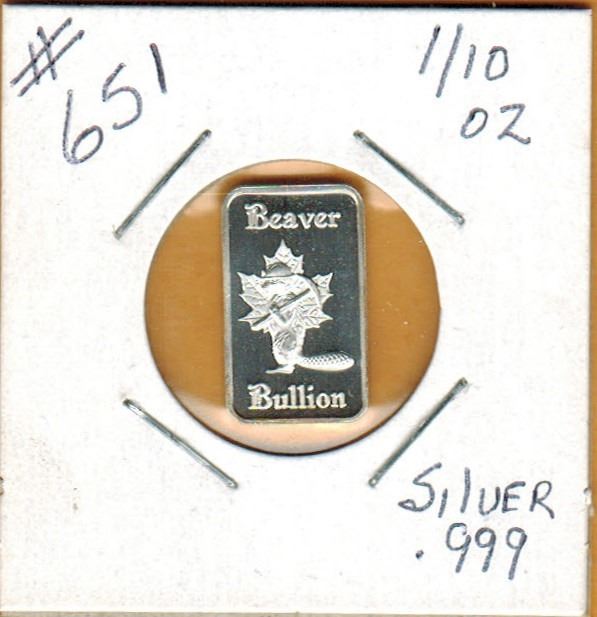 # 651
1/10
OZ
Beaver
Bullion
SILVER
.999